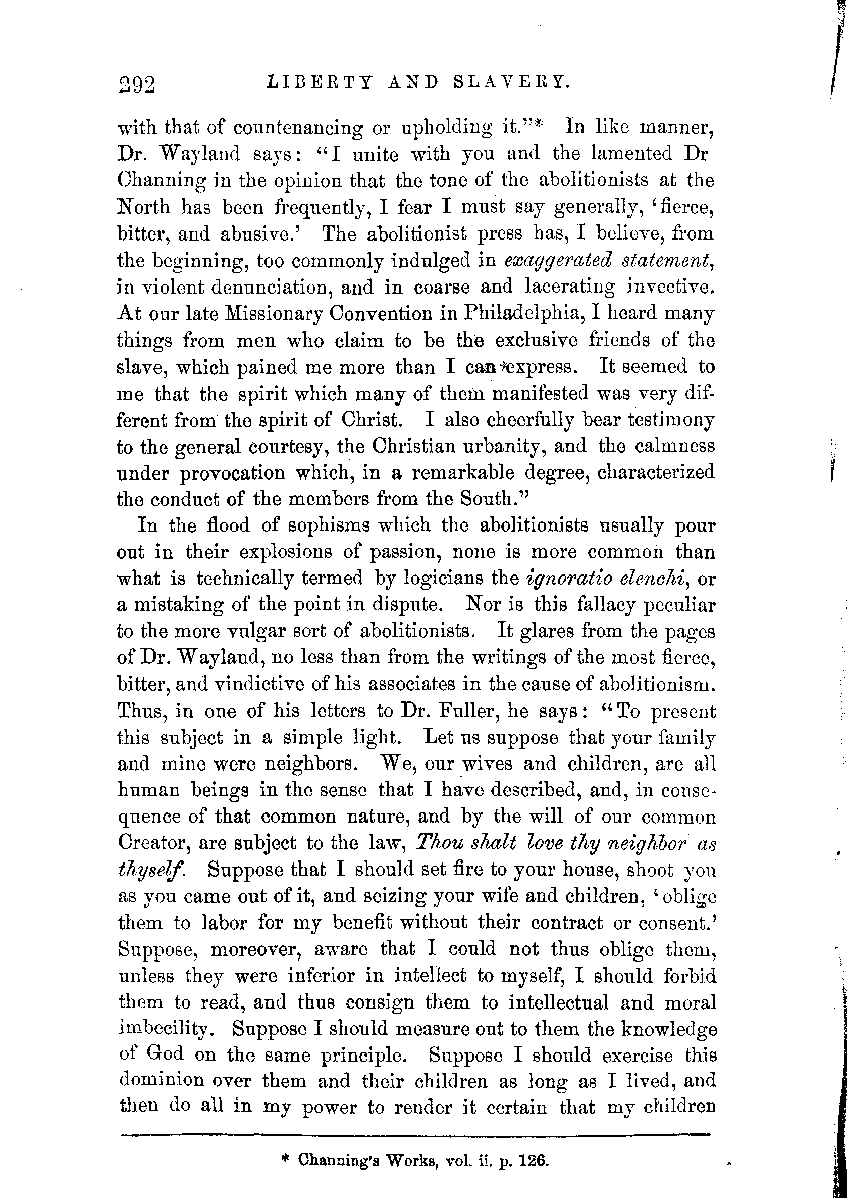 292 LIBERTY AND SLAVERY.
with that of countenancing or upholding it."* In like manner,
Dr. Wayland says: "I unite with you and the lamented Dr
Channing in the opinion that the tone of the abolitionists at the
North has been frequently, I fear I must say generally, 'fierce,
bitter, and abusive.' The abolitionist press has, I believe, from
the beginning, too commonly indulged in exaggerated statement,
in violent denunciation, and in coarse and lacerating invective.
At our late Missionary Convention in Philadelphia, I heard many
things from men who claim to be the exclusive friends of the
slave, which pained me more than I can express. It seemed to
me that the spirit which many of them manifested was very dif-
ferent from the spirit of Christ. I also cheerfully bear testimony
to the general courtesy, the Christian urbanity, and the calmness
under provocation which, in a remarkable degree, characterized
the conduct of the members from the South."
In the flood of sophisms which the abolitionists usually pour
out in their explosions of passion, none is more common than
what is technically termed by logicians the ignoratio elenchi, or
a mistaking of the point in dispute. Nor is this fallacy peculiar
to the more vulgar sort of abolitionists. It glares from the pages
of Dr. Wayland, no less than from the writings of the most fierce,
bitter, and vindictive of his associates in the cause of abolitionism.
Thus, in one of his letters to Dr. Fuller, he says: "To present
this subject in a simple light. Let us suppose that your family
and mine were neighbors. We, our wives and children, are all
human beings in the sense that I have described, and, in conse-
quence of that common nature, and by the will of our common
Creator, are subject to the law, Thou shalt love thy neighbor as
thyself. Suppose that I should set fire to your house, shoot you
as you came out of it, and seizing your wife and children, 'oblige
them to labor for my benefit without their contract or consent.'
Suppose, moreover, aware that I could not thus oblige them,
unless they were inferior in intellect to myself, I should forbid
them to read, and thus consign them to intellectual and moral
imbecility. Suppose I should measure out to them the knowledge
of God on the same principle. Suppose I should exercise this
dominion over them and their children as long as I lived, and
then do all in my power to render it certain that my children
* Channing's Works, vol. ii. p. 126.